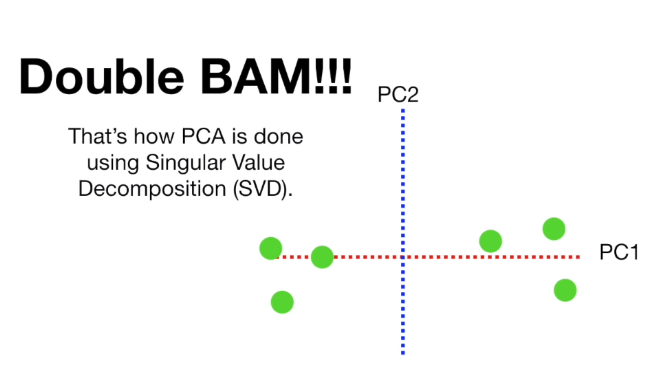 Double BAM!!!
PC2
That's how PCA is done
using Singular Value
Decomposition (SVD).
PC1